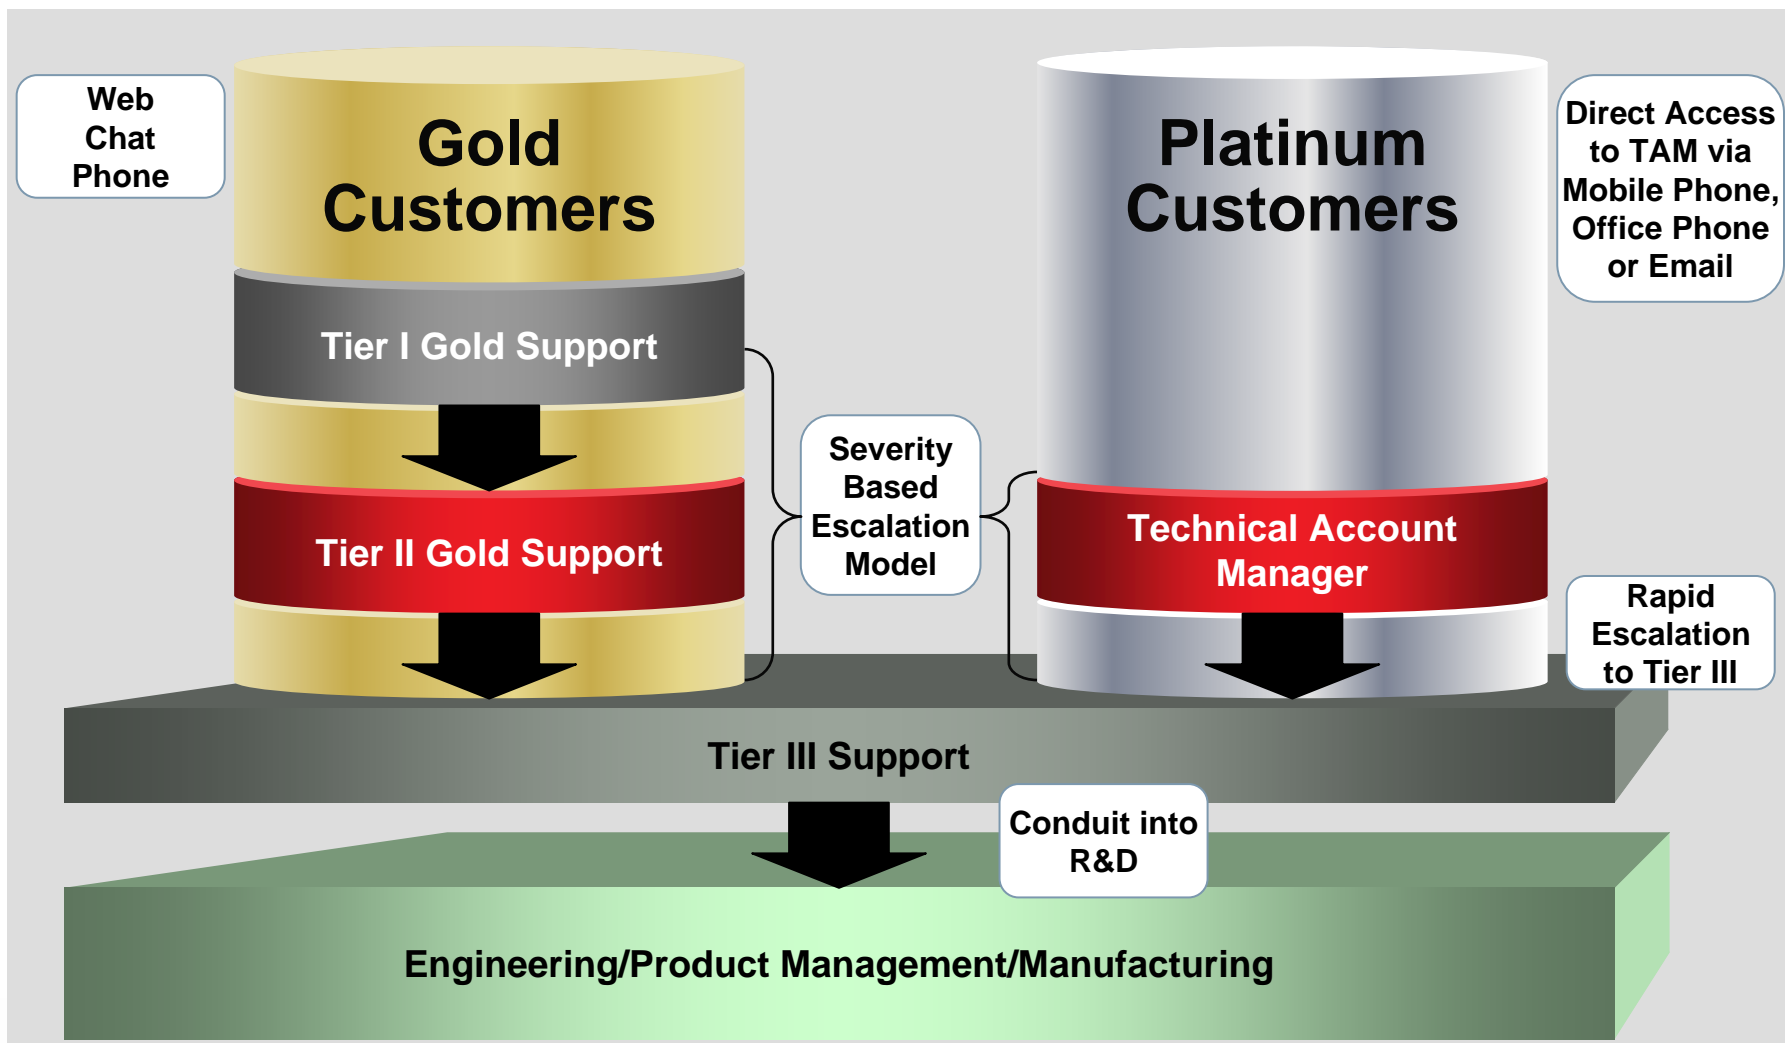 Web
Chat
Phone
Gold
Customers
Platinum
Customers
Direct Access
to TAM via
Mobile Phone,
Office Phone
or Email
Tier I Gold Support
Severity
Based
Escalation
Model
Tier II Gold Support
Technical Account
Manager
Rapid
Escalation
to Tier III
Tier III Support
Conduit into
R&D
Engineering/Product Management/Manufacturing